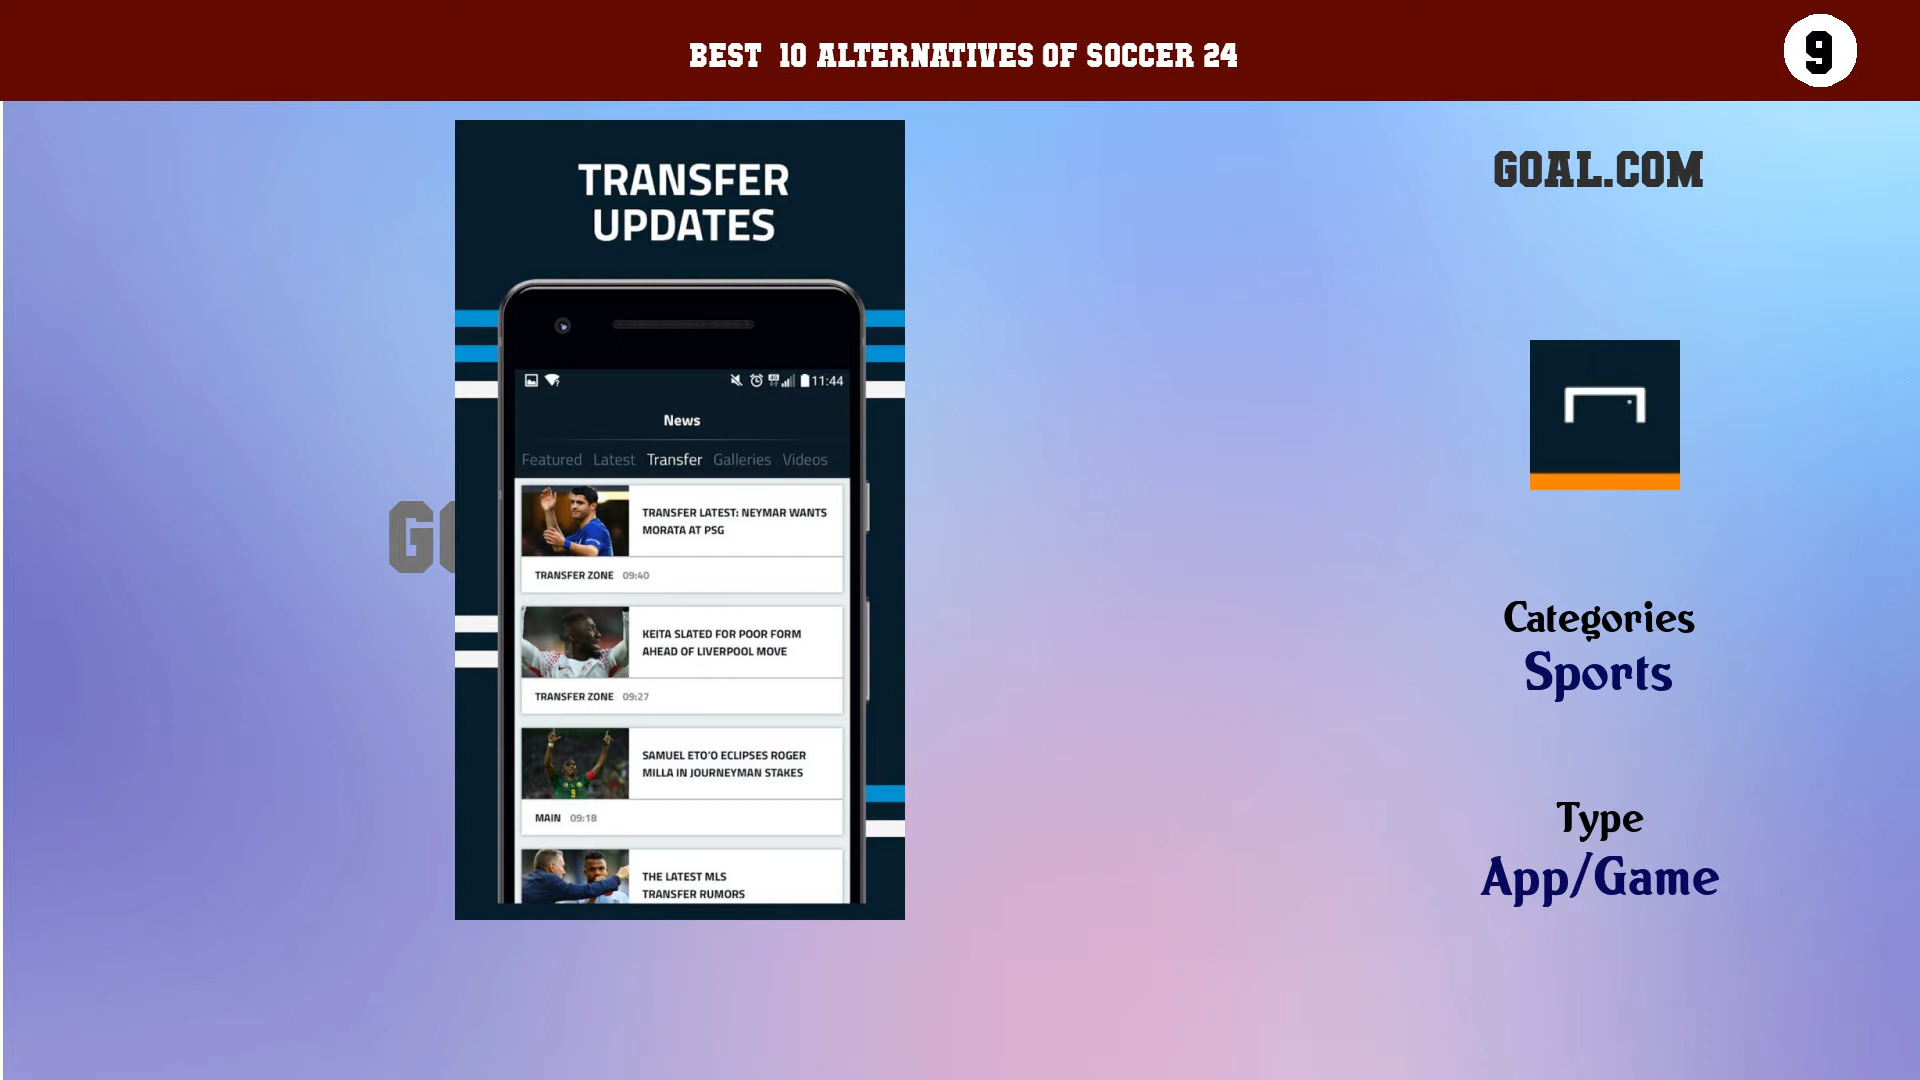 BEST 10 ALTERNATIVES OF SOCCER 24
9
TRANSFER
UPDATES
11:44
News
Featured Latest Transfer Galleries Videos
TRANSFER LATEST: NEYMAR WANTS
MORATA AT PSG
TRANSFER ZONE 09:40
KEITA SLATED FOR POOR FORM
AHEAD OF LIVERPOOL MOVE
TRANSFER ZONE 09:27
SAMUEL ETO'O ECLIPSES ROGER
MILLA IN JOURNEYMAN STAKES
MAIN 09:18
THE LATEST MLS
TRANSFER RUMORS
GOAL.COM
Categories
Sports
Type
App/Game